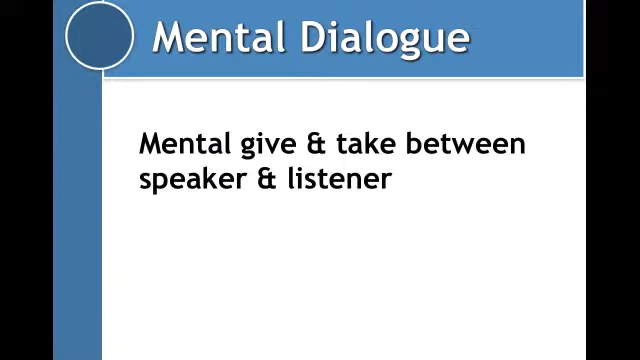 Mental Dialogue
Mental give & take between
speaker & listener